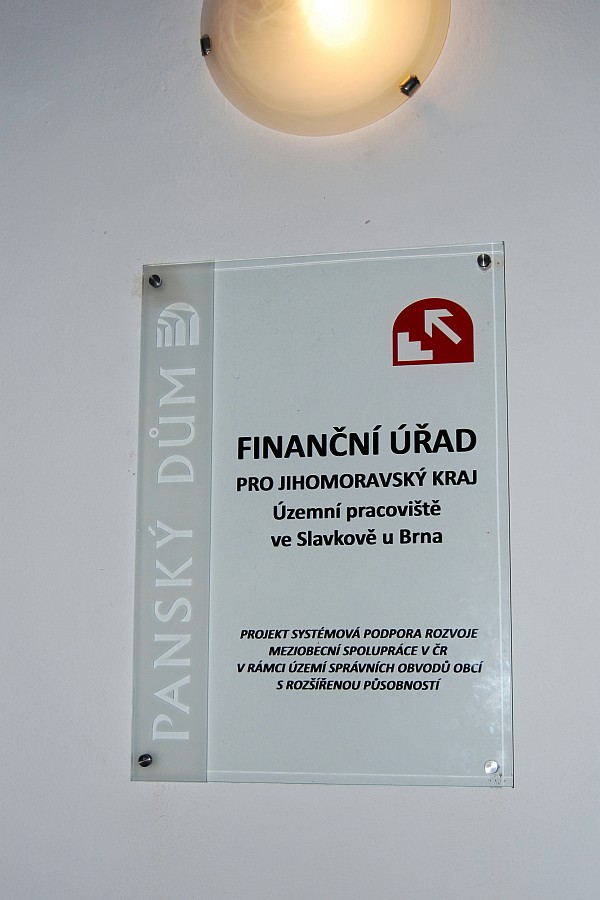 PANSKÝ DŮM
FINANČNÍ ÚŘAD
PRO JIHOMORAVSKÝ KRAJ
Územní pracoviště
ve Slavkově u Brna
PROJEKT SYSTÉMOVÁ PODPORA ROZVOJE
MEZIOBECNÍ SPOLUPRÁCE V ČR
V RÁMCI ÚZEMÍ SPRÁVNÍCH OBVODŮ OBCÍ
S ROZŠÍŘENOU PŮSOBNOSTÍ